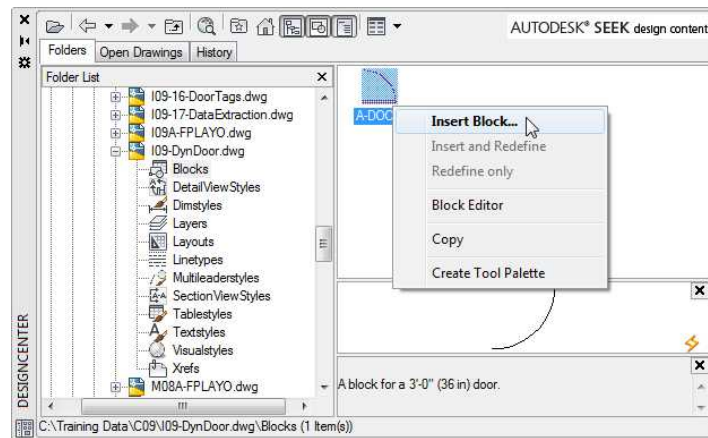 AUTODESK® SEEK design content
Folders Open Drawings History
Folder List
I09-16-DoorTags.dwg
I09-17-DataExtraction.dwg
I09A-FPLAYO.dwg
I09-DynDoor.dwg
Blocks
DetailViewStyles
Dimstyles
Layers
Layouts
Linetypes
Multileaderstyles
SectionViewStyles
Tablestyles
Textstyles
Visualstyles
Xrefs
M08A-FPLAYO.dwg
A-DOO
Insert Block...
Insert and Redefine
Redefine only
Block Editor
Copy
Create Tool Palette
A block for a 3'-0" (36 in) door.
DESIGNCENTER
C:\Training Data\C09\I09-DynDoor.dwg\Blocks (1 Item(s))